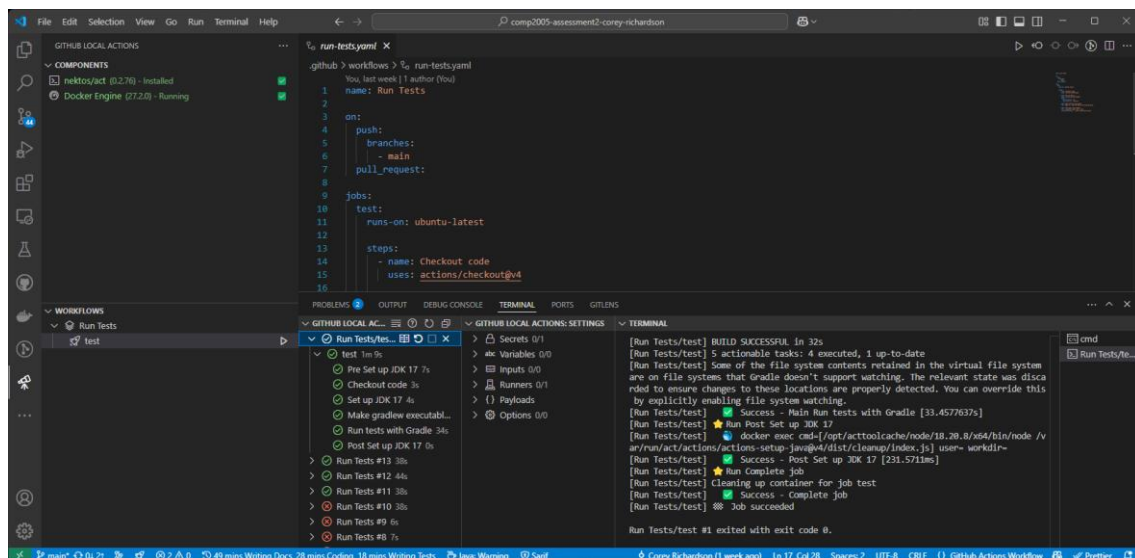 File Edit Selection View Go Run Terminal Help
comp2005-assessment2-corey-richardson
GITHUB LOCAL ACTIONS
COMPONENTS
nektos/act (0.2.76) - Installed
Docker Engine (27.2.0) - Running
44
WORKFLOWS
Run Tests
test
run-tests.yaml
.github > workflows > run-tests.yaml
You, last week | 1 author (You)
1 name: Run Tests
2
3 on:
4 push:
5 branches:
6 - main
7 pull_request:
8
9 jobs:
10 test:
11 runs-on: ubuntu-latest
12
13 steps:
14 - name: Checkout code
15 uses: actions/checkout@v4
16
PROBLEMS 2 OUTPUT DEBUG CONSOLE TERMINAL PORTS GITLENS
GITHUB LOCAL AC...
Run Tests/tes...
test 1m 9s
Pre Set up JDK 17 7s
Checkout code 3s
Set up JDK 17 4s
Make gradlew executabl...
Run tests with Gradle 34s
Post Set up JDK 17 0s
Run Tests #13 38s
Run Tests #12 44s
Run Tests #11 38s
Run Tests #10 38s
Run Tests #9 6s
Run Tests #8 7s
GITHUB LOCAL ACTIONS: SETTINGS
Secrets 0/1
abc Variables 0/0
Inputs 0/0
Runners 0/1
{} Payloads
Options 0/0
TERMINAL
[Run Tests/test] BUILD SUCCESSFUL in 32s
[Run Tests/test] 5 actionable tasks: 4 executed, 1 up-to-date
[Run Tests/test] Some of the file system contents retained in the virtual file system
are on file systems that Gradle doesn't support watching. The relevant state was disca
rded to ensure changes to these locations are properly detected. You can override this
by explicitly enabling file system watching.
[Run Tests/test] Success - Main Run tests with Gradle [33.4577637s]
[Run Tests/test] Run Post Set up JDK 17
[Run Tests/test] docker exec cmd=[/opt/acttoolcache/node/18.20.8/x64/bin/node /v
ar/run/act/actions/actions-setup-java@v4/dist/cleanup/index.js] user= workdir=
[Run Tests/test] Success - Post Set up JDK 17 [231.5711ms]
[Run Tests/test] Run Complete job
[Run Tests/test] Cleaning up container for job test
[Run Tests/test] Success - Complete job
[Run Tests/test] Job succeeded
Run Tests/test #1 exited with exit code 0.
cmd
Run Tests/te...
main* 0↓ 2↑ 2 0 49 mins Writing Docs, 28 mins Coding, 18 mins Writing Tests Java: Warning Sarif Corey Richardson (1 week ago) Ln 17, Col 28 Spaces: 2 UTF-8 CRLF {} GitHub Actions Workflow Prettier